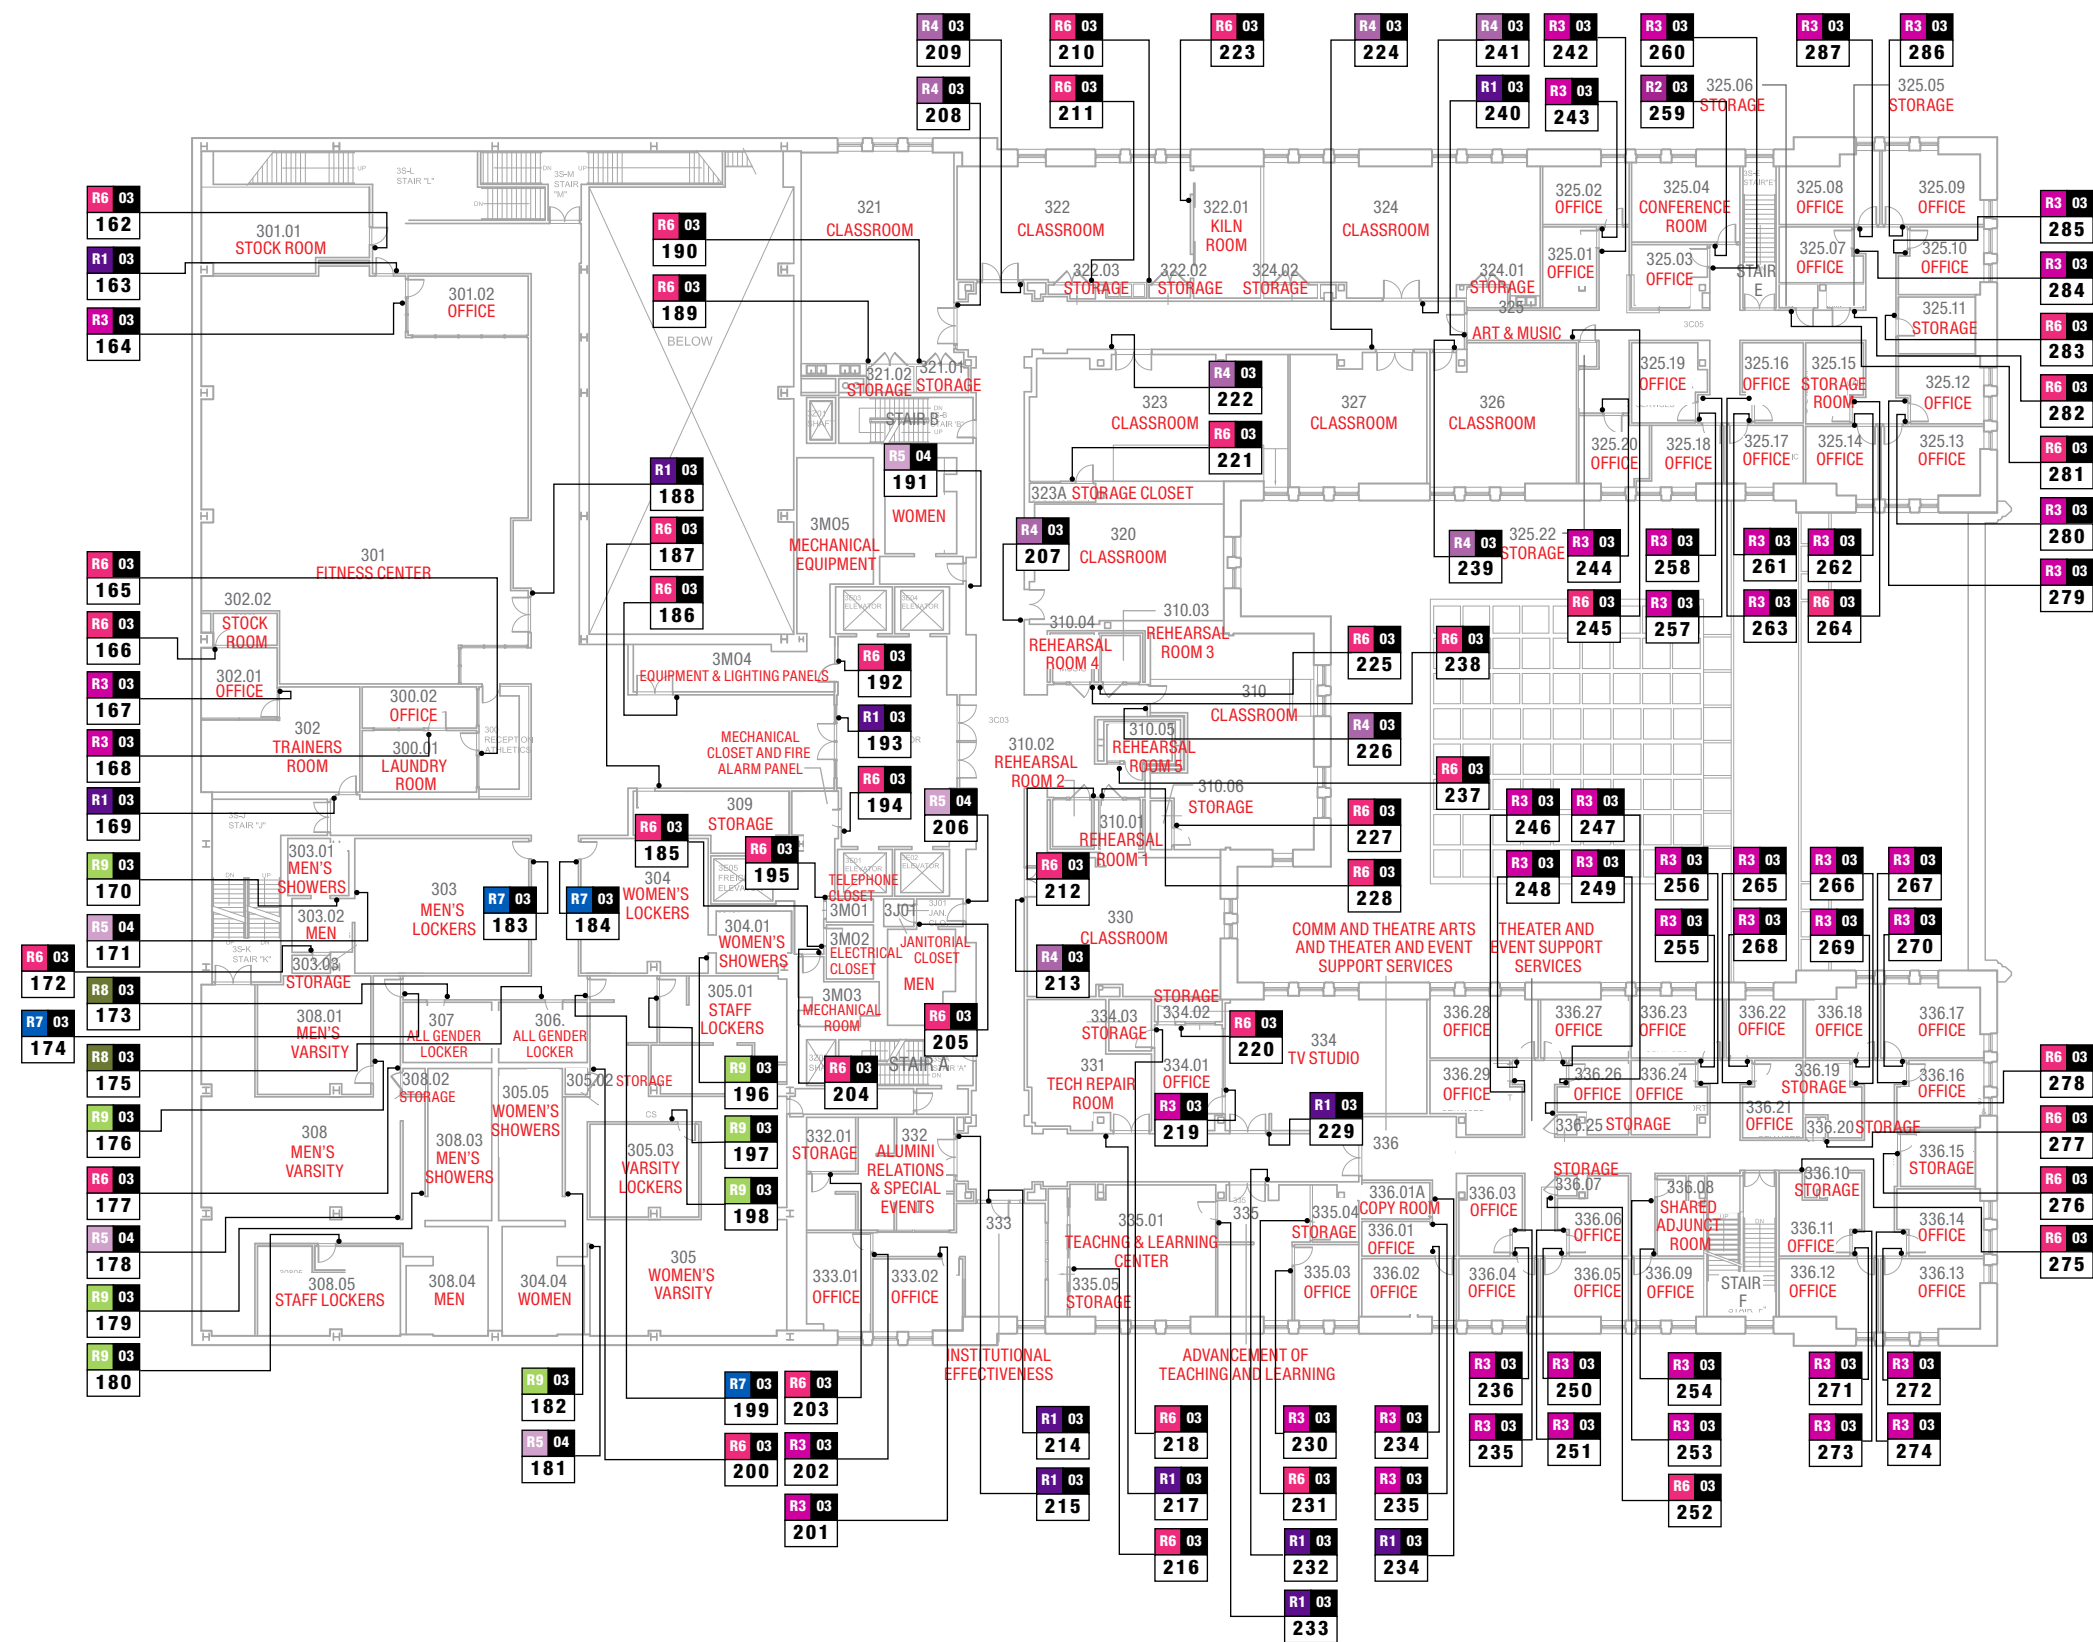 R4 03
209
R6 03
210
R6 03
223
R4 03
224
R4 03
241
R3 03
242
R3 03
260
R3 03
287
R3 03
286
R4 03
208
R6 03
211
R1 03
240
R3 03
243
R2 03
259
325.06
STORAGE
325.05
STORAGE
R6 03
162
R1 03
163
R3 03
164
3S-L
STAIR "L"
3S-M
STAIR
"M"
UP
DN
UP
DN
301.01
STOCK ROOM
301.02
OFFICE
R6 03
190
R6 03
189
BELOW
321
CLASSROOM
322
CLASSROOM
322.01
KILN
ROOM
324
CLASSROOM
322.03
STORAGE
322.02
STORAGE
324.02
STORAGE
324.01
STORAGE
325.02
OFFICE
325.01
OFFICE
325.04
CONFERENCE
ROOM
325.03
OFFICE
STAIR
E
325.08
OFFICE
325.09
OFFICE
325.07
OFFICE
325.10
OFFICE
325.11
STORAGE
R3 03
285
R3 03
284
R6 03
283
R6 03
282
R6 03
281
R3 03
280
R3 03
279
325
ART & MUSIC
3C05
321.02
STORAGE
321.01
STORAGE
STAIR B
R4 03
222
R6 03
221
323
CLASSROOM
327
CLASSROOM
326
CLASSROOM
323A STORAGE CLOSET
325.19
OFFICE
325.16
OFFICE
325.15
STORAGE
ROOM
325.12
OFFICE
325.20
OFFICE
325.18
OFFICE
325.17
OFFICE
325.14
OFFICE
325.13
OFFICE
R1 03
188
R6 03
187
R6 03
186
R5 04
191
WOMEN
3M05
MECHANICAL
EQUIPMENT
R4 03
207
320
CLASSROOM
R4 03
239
325.22
STORAGE
R3 03
244
R3 03
258
R3 03
261
R3 03
262
R6 03
245
R3 03
257
R3 03
263
R6 03
264
301
FITNESS CENTER
R6 03
165
R6 03
166
R3 03
167
R3 03
168
R1 03
169
302.02
STOCK
ROOM
302.01
OFFICE
302
TRAINERS
ROOM
300.02
OFFICE
300.01
LAUNDRY
ROOM
300
RECEPTION
ATHLETICS
3E03
ELEVATOR
3E04
ELEVATOR
3M04
EQUIPMENT & LIGHTING PANELS
R6 03
192
R1 03
193
R6 03
194
MECHANICAL
CLOSET AND FIRE
ALARM PANEL
3C03
310.04
REHEARSAL
ROOM 4
310.03
REHEARSAL
ROOM 3
310
CLASSROOM
310.05
REHEARSAL
ROOM 5
310.02
REHEARSAL
ROOM 2
310.06
STORAGE
310.01
REHEARSAL
ROOM 1
R6 03
225
R6 03
238
R4 03
226
R6 03
237
R6 03
227
R6 03
228
R3 03
246
R3 03
247
R3 03
248
R3 03
249
R3 03
256
R3 03
265
R3 03
266
R3 03
267
R3 03
255
R3 03
268
R3 03
269
R3 03
270
309
STORAGE
R6 03
185
R6 03
195
R5 04
206
R6 03
212
R4 03
213
330
CLASSROOM
COMM AND THEATRE ARTS
AND THEATER AND EVENT
SUPPORT SERVICES
THEATER AND
EVENT SUPPORT
SERVICES
R9 03
170
R5 04
171
R6 03
172
R8 03
173
R7 03
174
R8 03
175
R9 03
176
R6 03
177
R5 04
178
R9 03
179
R9 03
180
3S-J
STAIR "J"
3S-K
STAIR "K"
303.01
MEN'S
SHOWERS
303.02
MEN
303.03
STORAGE
303
MEN'S
LOCKERS
R7 03
183
R7 03
184
304
WOMEN'S
LOCKERS
304.01
WOMEN'S
SHOWERS
TELEPHONE
CLOSET
3M01
3J01
3M02
ELECTRICAL
CLOSET
JANITORIAL
CLOSET
MEN
3M03
MECHANICAL
ROOM
R6 03
205
R6 03
204
STAIR A
308.01
MEN'S
VARSITY
307
ALL GENDER
LOCKER
306.
ALL GENDER
LOCKER
305.01
STAFF
LOCKERS
R9 03
196
R9 03
197
R9 03
198
308.02
STORAGE
305.05
WOMEN'S
SHOWERS
305.02 STORAGE
CS
308
MEN'S
VARSITY
308.03
MEN'S
SHOWERS
305.03
VARSITY
LOCKERS
308.05
STAFF LOCKERS
308.04
MEN
304.04
WOMEN
305
WOMEN'S
VARSITY
332.01
STORAGE
332
ALUMINI
RELATIONS
& SPECIAL
EVENTS
333.01
OFFICE
333.02
OFFICE
333
INSTITUTIONAL
EFFECTIVENESS
334.03
STORAGE
STORAGE
334.02
R6 03
220
334
TV STUDIO
331
TECH REPAIR
ROOM
334.01
OFFICE
R3 03
219
R1 03
229
336
335.01
TEACHNG & LEARNING
CENTER
335
335.04
STORAGE
335.05
STORAGE
335.03
OFFICE
ADVANCEMENT OF
TEACHING AND LEARNING
336.01A
COPY ROOM
336.01
OFFICE
336.02
OFFICE
336.28
OFFICE
336.27
OFFICE
336.23
OFFICE
336.22
OFFICE
336.18
OFFICE
336.17
OFFICE
336.29
OFFICE
336.26
OFFICE
336.24
OFFICE
336.19
STORAGE
336.16
OFFICE
336.25 STORAGE
336.21
OFFICE
336.20 STORAGE
336.15
STORAGE
336.03
OFFICE
STORAGE
336.07
336.06
OFFICE
336.08
SHARED
ADJUNCT
ROOM
336.10
STORAGE
336.11
OFFICE
336.14
OFFICE
336.04
OFFICE
336.05
OFFICE
336.09
OFFICE
STAIR
F
336.12
OFFICE
336.13
OFFICE
R3 03
278
R6 03
277
R6 03
276
R6 03
275
R9 03
182
R5 04
181
R7 03
199
R6 03
200
R6 03
203
R3 03
202
R3 03
201
R1 03
214
R1 03
215
R6 03
218
R1 03
217
R6 03
216
R3 03
230
R6 03
231
R1 03
232
R1 03
233
R3 03
234
R3 03
235
R1 03
234
R3 03
236
R3 03
235
R3 03
250
R3 03
251
R3 03
254
R3 03
253
R6 03
252
R3 03
271
R3 03
272
R3 03
273
R3 03
274